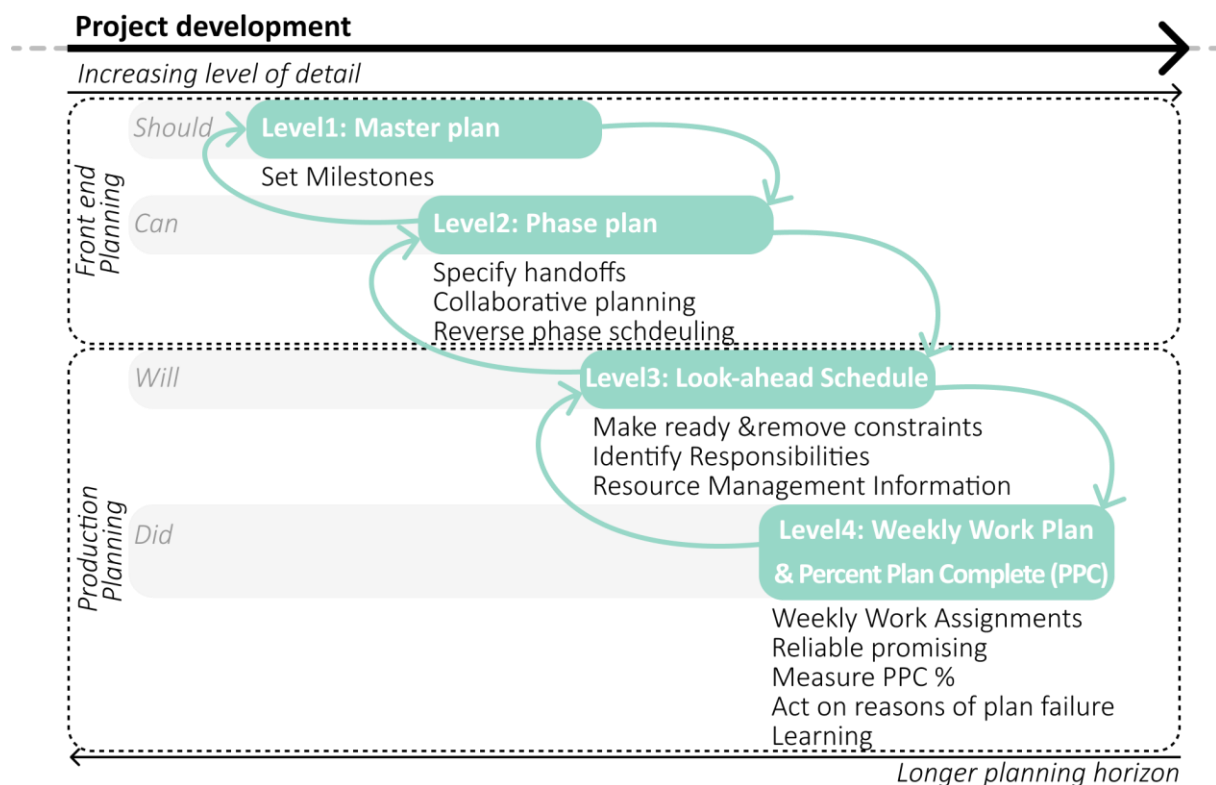 Project development
Increasing level of detail
Front end
Planning
Should
Level1: Master plan
Set Milestones
Can
Level2: Phase plan
Specify handoffs
Collaborative planning
Reverse phase schdeuling
Production
Planning
Will
Level3: Look-ahead Schedule
Make ready &remove constraints
Identify Responsibilities
Resource Management Information
Did
Level4: Weekly Work Plan
& Percent Plan Complete (PPC)
Weekly Work Assignments
Reliable promising
Measure PPC %
Act on reasons of plan failure
Learning
Longer planning horizon